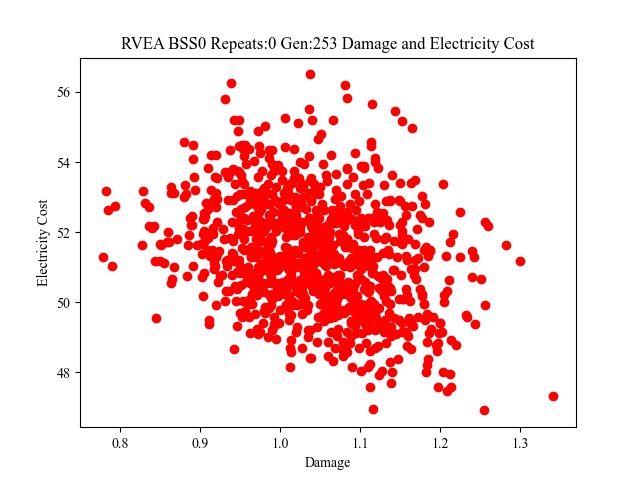 RVEA BSS0 Repeats:0 Gen:253 Damage and Electricity Cost
56
54
52
50
48
Electricity Cost
0.8 0.9 1.0 1.1 1.2 1.3
Damage